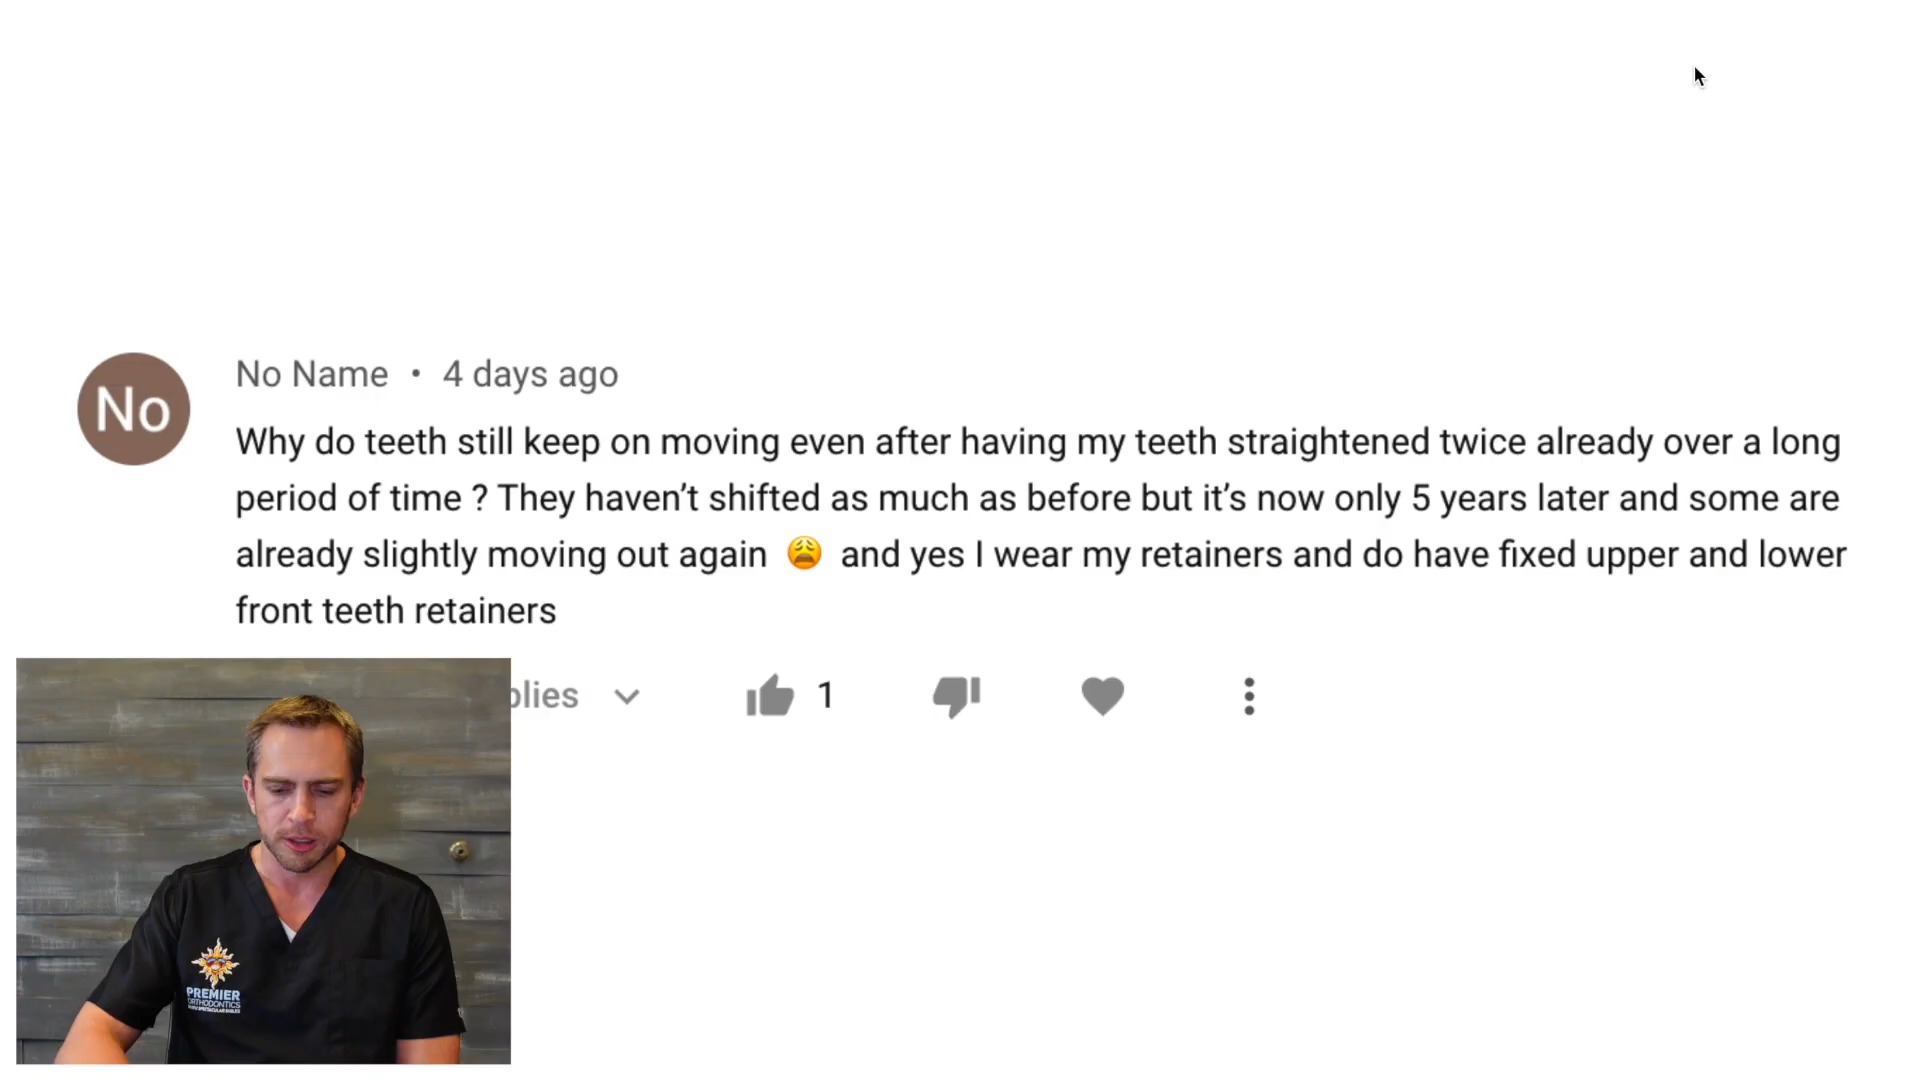 No
No Name • 4 days ago
Why do teeth still keep on moving even after having my teeth straightened twice already over a long
period of time ? They haven’t shifted as much as before but it’s now only 5 years later and some are
already slightly moving out again 😩 and yes I wear my retainers and do have fixed upper and lower
front teeth retainers
plies
1
PREMIER
ORTHODONTICS